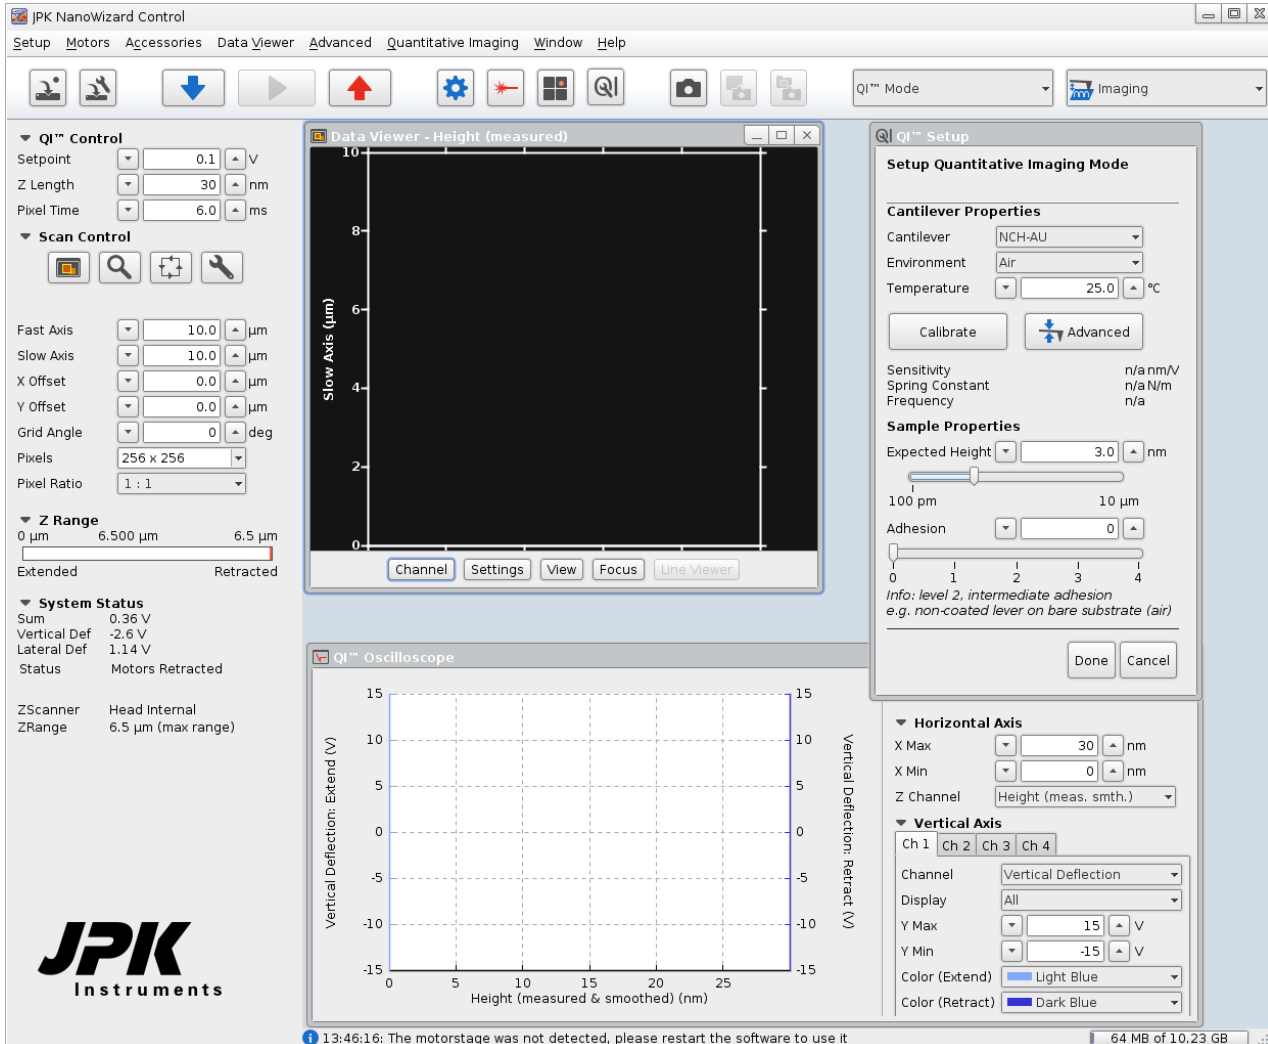 JPK NanoWizard Control
Setup Motors Accessories Data Viewer Advanced Quantitative Imaging Window Help
QI QI™ Mode Imaging
QI™ Control
Setpoint 0.1 V
Z Length 30 nm
Pixel Time 6.0 ms
Scan Control
Fast Axis 10.0 µm
Slow Axis 10.0 µm
X Offset 0.0 µm
Y Offset 0.0 µm
Grid Angle 0 deg
Pixels 256 x 256
Pixel Ratio 1 : 1
Z Range
0 µm 6.500 µm 6.5 µm
Extended Retracted
System Status
Sum 0.36 V
Vertical Def -2.6 V
Lateral Def 1.14 V
Status Motors Retracted
ZScanner Head Internal
ZRange 6.5 µm (max range)
JPK
Instruments
Data Viewer - Height (measured)
10
8
6
4
2
0
Slow Axis (µm)
Channel Settings View Focus Line Viewer
QI™ Oscilloscope
15 15
10 10
5 5
0 0
-5 -5
-10 -10
-15 -15
Vertical Deflection: Extend (V)
Vertical Deflection: Retract (V)
0 5 10 15 20 25
Height (measured & smoothed) (nm)
QI QI™ Setup
Setup Quantitative Imaging Mode
Cantilever Properties
Cantilever NCH-AU
Environment Air
Temperature 25.0 °C
Calibrate Advanced
Sensitivity n/a nm/V
Spring Constant n/a N/m
Frequency n/a
Sample Properties
Expected Height 3.0 nm
100 pm 10 µm
Adhesion 0
0 1 2 3 4
Info: level 2, intermediate adhesion
e.g. non-coated lever on bare substrate (air)
Done Cancel
Horizontal Axis
X Max 30 nm
X Min 0 nm
Z Channel Height (meas. smth.)
Vertical Axis
Ch 1 Ch 2 Ch 3 Ch 4
Channel Vertical Deflection
Display All
Y Max 15 V
Y Min -15 V
Color (Extend) Light Blue
Color (Retract) Dark Blue
13:46:16: The motorstage was not detected, please restart the software to use it
64 MB of 10.23 GB